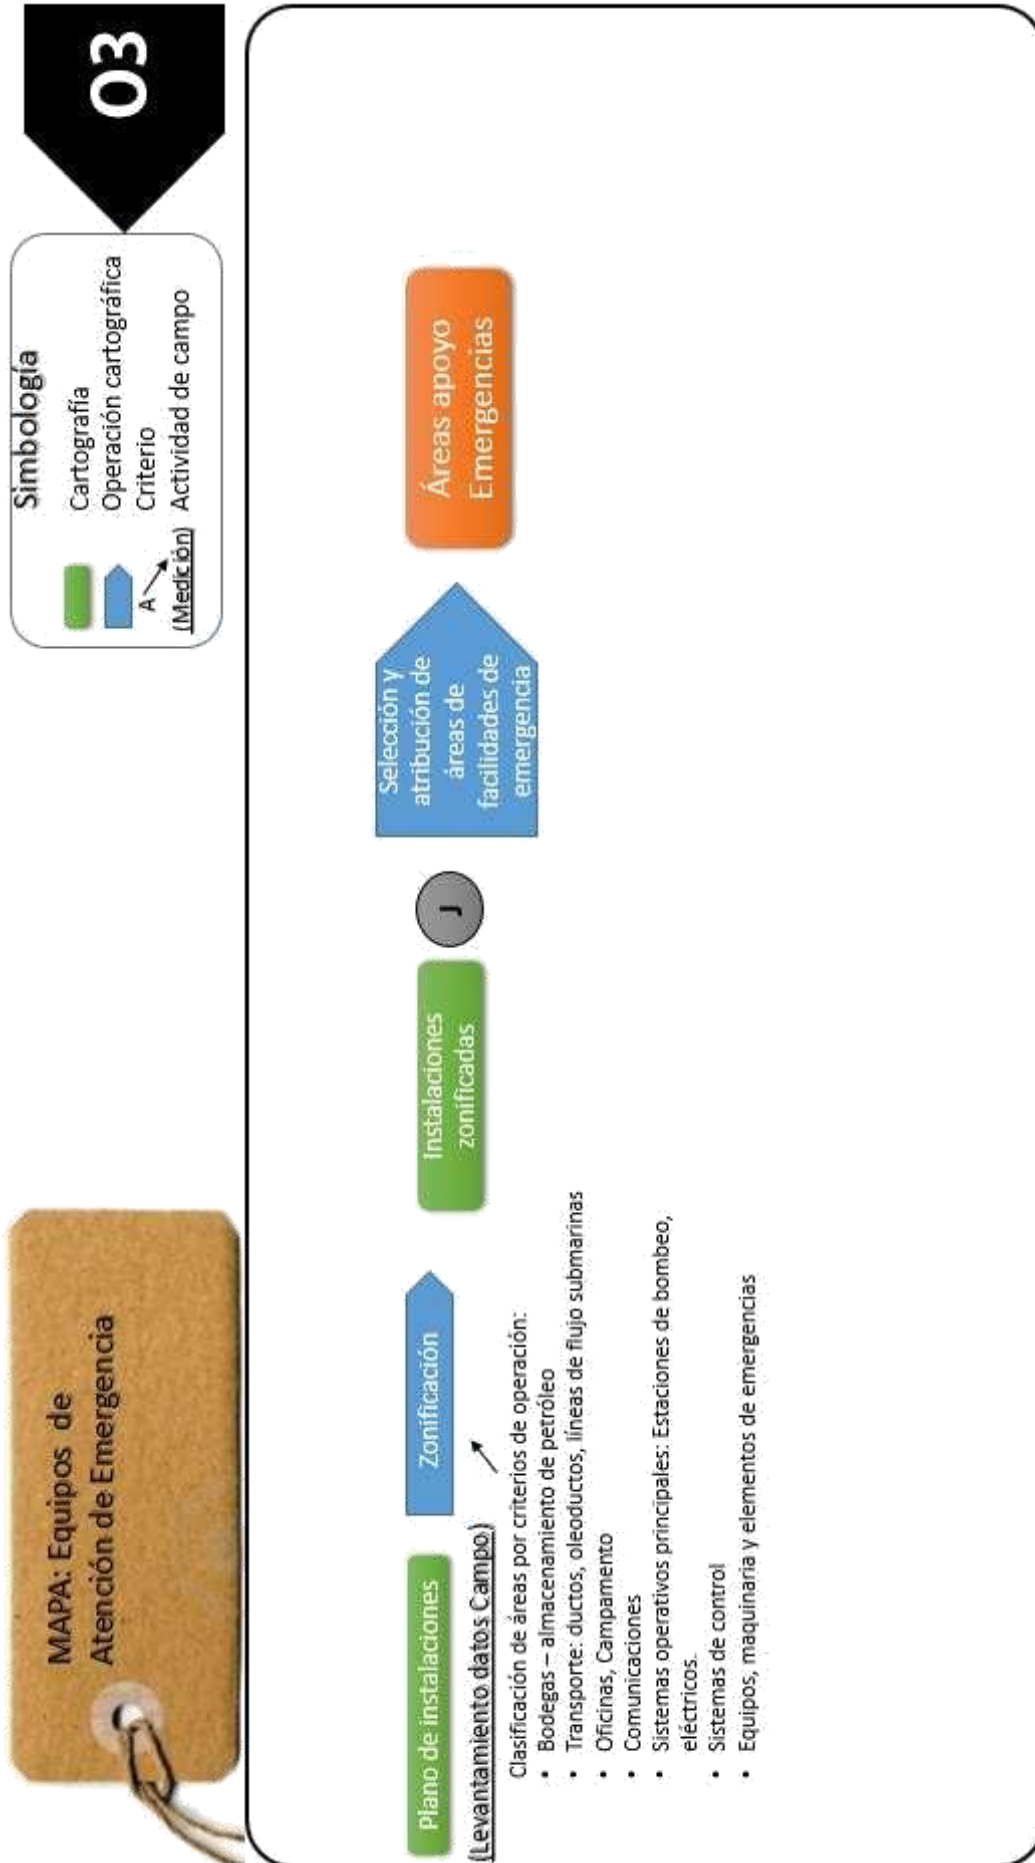 MAPA: Equipos de
Atención de Emergencia
Simbología
Cartografía
Operación cartográfica
A Criterio
(Medición) Actividad de campo
03
Plano de instalaciones
(Levantamiento datos Campo)
Zonificación
Clasificación de áreas por criterios de operación:
• Bodegas – almacenamiento de petróleo
• Transporte: ductos, oleoductos, líneas de flujo submarinas
• Oficinas, Campamento
• Comunicaciones
• Sistemas operativos principales: Estaciones de bombeo,
eléctricos.
• Sistemas de control
• Equipos, maquinaria y elementos de emergencias
Instalaciones
zonificadas
J
Selección y
atribución de
áreas de
facilidades de
emergencia
Áreas apoyo
Emergencias